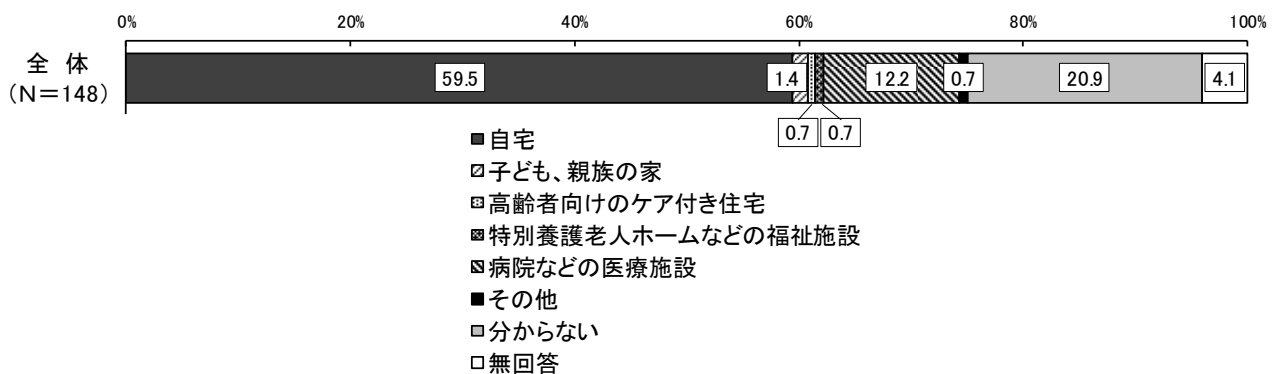 0% 20% 40% 60% 80% 100%
全 体
(N=148)
59.5 1.4 12.2 0.7 20.9 4.1
0.7 0.7
自宅
子ども、親族の家
高齢者向けのケア付き住宅
特別養護老人ホームなどの福祉施設
病院などの医療施設
その他
分からない
無回答